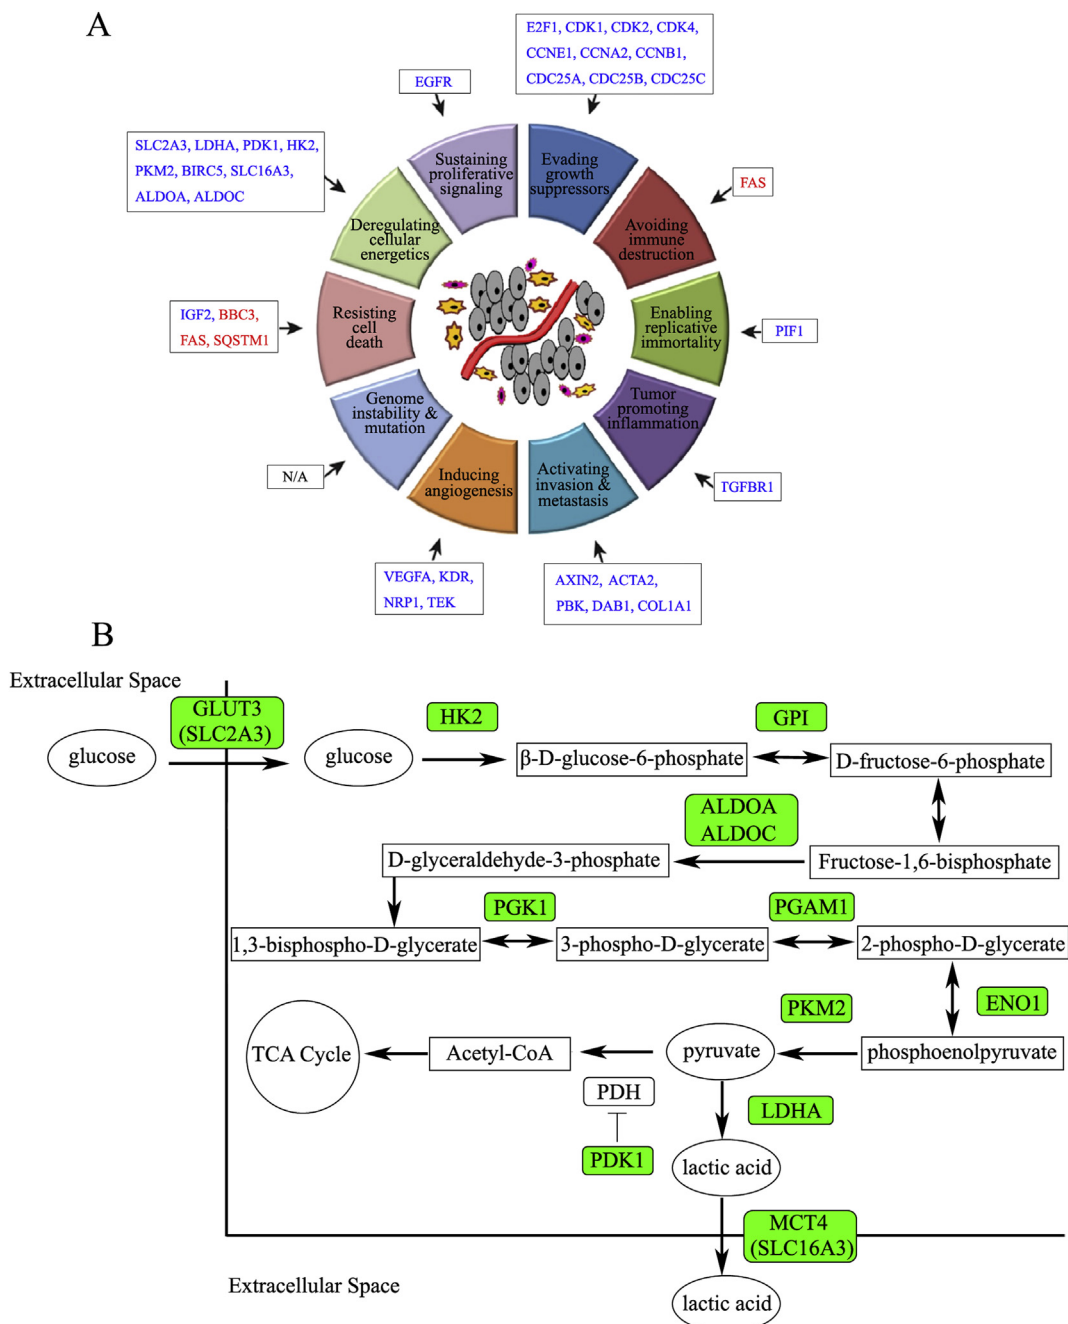 A
E2F1, CDK1, CDK2, CDK4,
CCNE1, CCNA2, CCNB1,
CDC25A, CDC25B, CDC25C
EGFR
SLC2A3, LDHA, PDK1, HK2,
PKM2, BIRC5, SLC16A3,
ALDOA, ALDOC
Sustaining
proliferative
signaling
Evading
growth
suppressors
FAS
Deregulating
cellular
energetics
Avoiding
immune
destruction
IGF2, BBC3,
FAS, SQSTM1
Resisting
cell
death
Enabling
replicative
immortality
PIF1
Genome
instability &
mutation
Tumor
promoting
inflammation
N/A
Inducing
angiogenesis
Activating
invasion &
metastasis
TGFBR1
VEGFA, KDR,
NRP1, TEK
AXIN2, ACTA2,
PBK, DAB1, COL1A1
B
Extracellular Space
GLUT3
(SLC2A3)
HK2
GPI
glucose
glucose
β-D-glucose-6-phosphate
D-fructose-6-phosphate
ALDOA
ALDOC
D-glyceraldehyde-3-phosphate
Fructose-1,6-bisphosphate
PGK1
PGAM1
1,3-bisphospho-D-glycerate
3-phospho-D-glycerate
2-phospho-D-glycerate
PKM2
ENO1
TCA Cycle
Acetyl-CoA
pyruvate
phosphoenolpyruvate
PDH
LDHA
PDK1
lactic acid
MCT4
(SLC16A3)
Extracellular Space
lactic acid